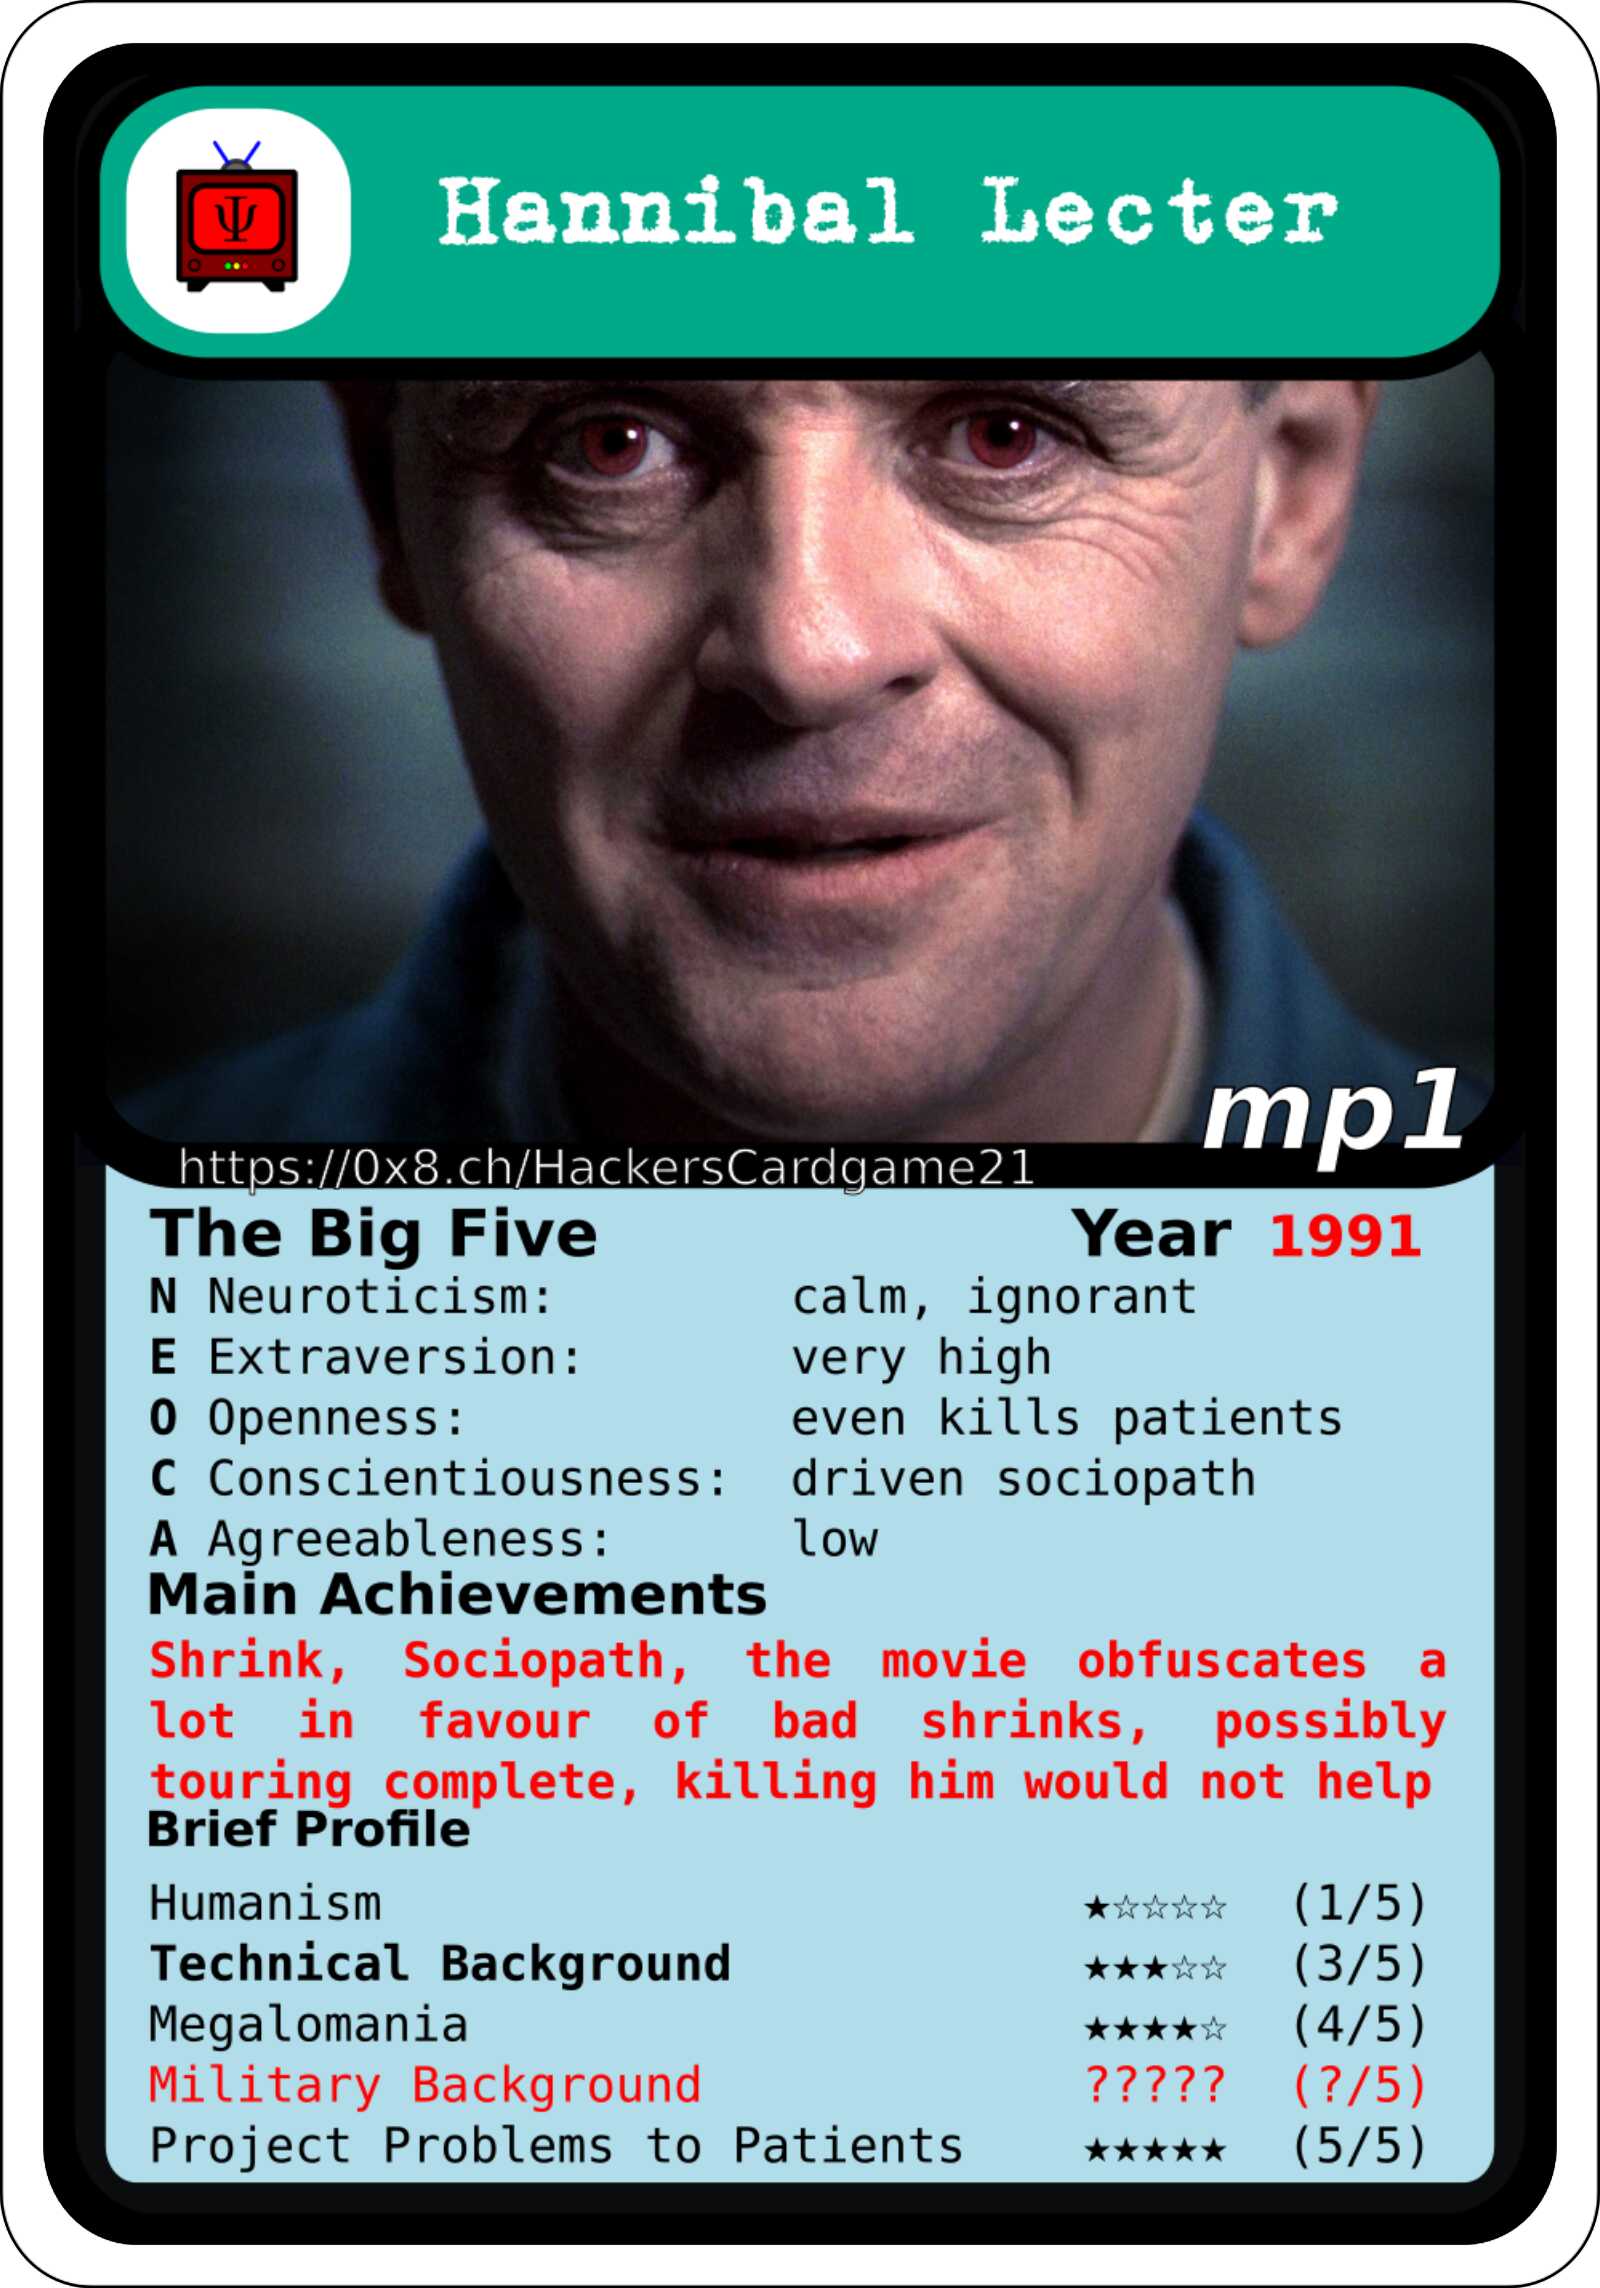 Ψ
Hannibal Lecter
mp1
https://0x8.ch/HackersCardgame21
The Big Five Year 1991
N Neuroticism: calm, ignorant
E Extraversion: very high
O Openness: even kills patients
C Conscientiousness: driven sociopath
A Agreeableness: low
Main Achievements
Shrink, Sociopath, the movie obfuscates a
lot in favour of bad shrinks, possibly
touring complete, killing him would not help
Brief Profile
Humanism ★☆☆☆☆ (1/5)
Technical Background ★★★☆☆ (3/5)
Megalomania ★★★★☆ (4/5)
Military Background ????? (?/5)
Project Problems to Patients ★★★★★ (5/5)